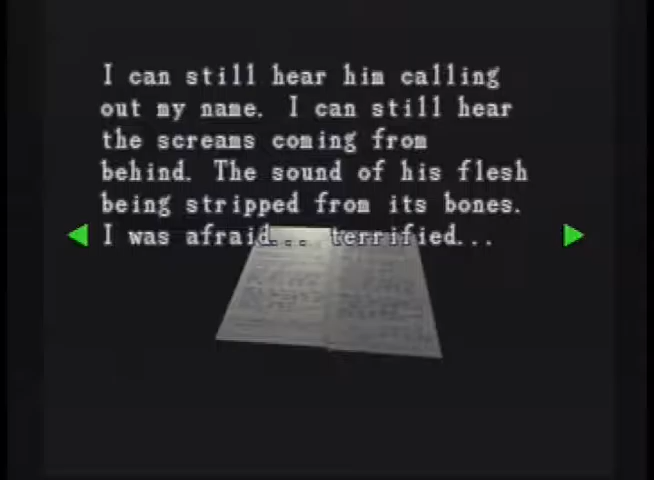 I can still hear him calling
out my name. I can still hear
the screams coming from
behind. The sound of his flesh
being stripped from its bones.
I was afraid... terrified...